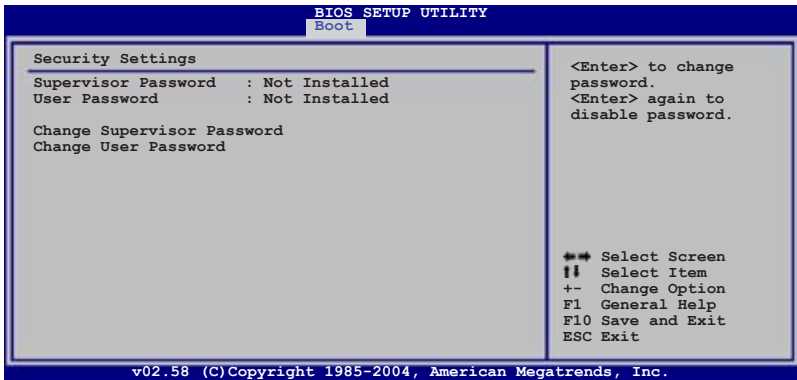 BIOS SETUP UTILITY
Boot
Security Settings
Supervisor Password : Not Installed
User Password : Not Installed
Change Supervisor Password
Change User Password
<Enter> to change
password.
<Enter> again to
disable password.
←→ Select Screen
↑↓ Select Item
+- Change Option
F1 General Help
F10 Save and Exit
ESC Exit
v02.58 (C)Copyright 1985-2004, American Megatrends, Inc.